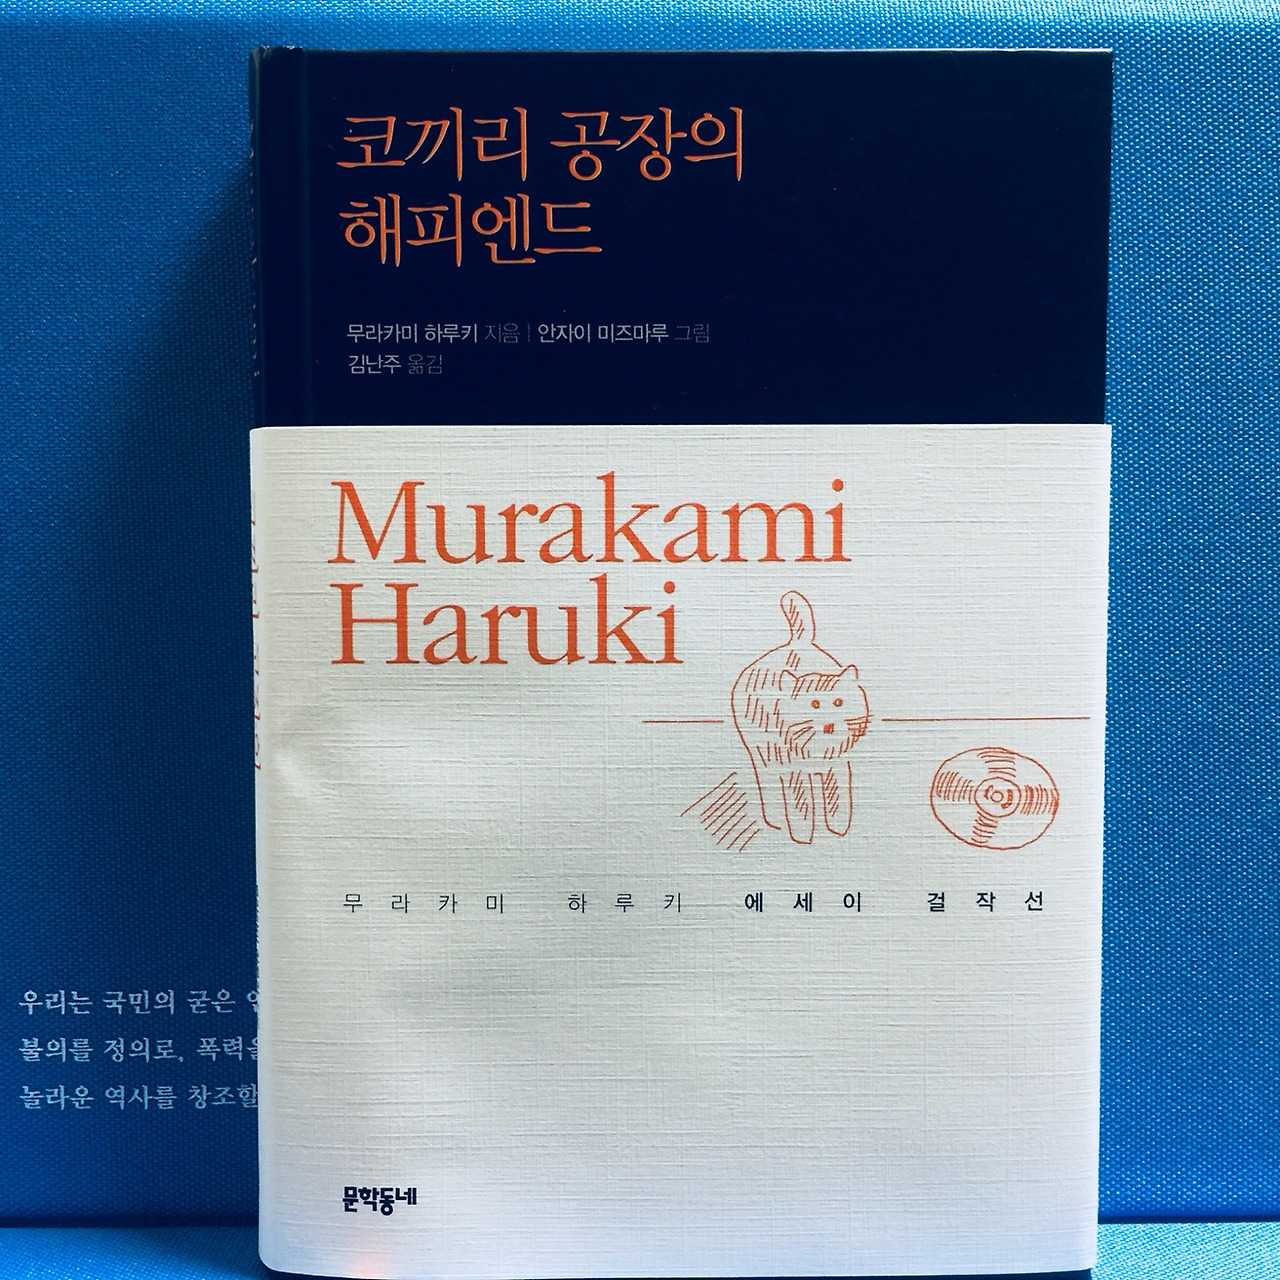 코끼리 공장의
해피엔드
무라카미 하루키 지음 | 안자이 미즈마루 그림
김난주 옮김
Murakami
Haruki
무라카미 하루키 에세이 걸작선
우리는 국민의 굳은
불의를 정의로, 폭력을
놀라운 역사를 창조할
문학동네